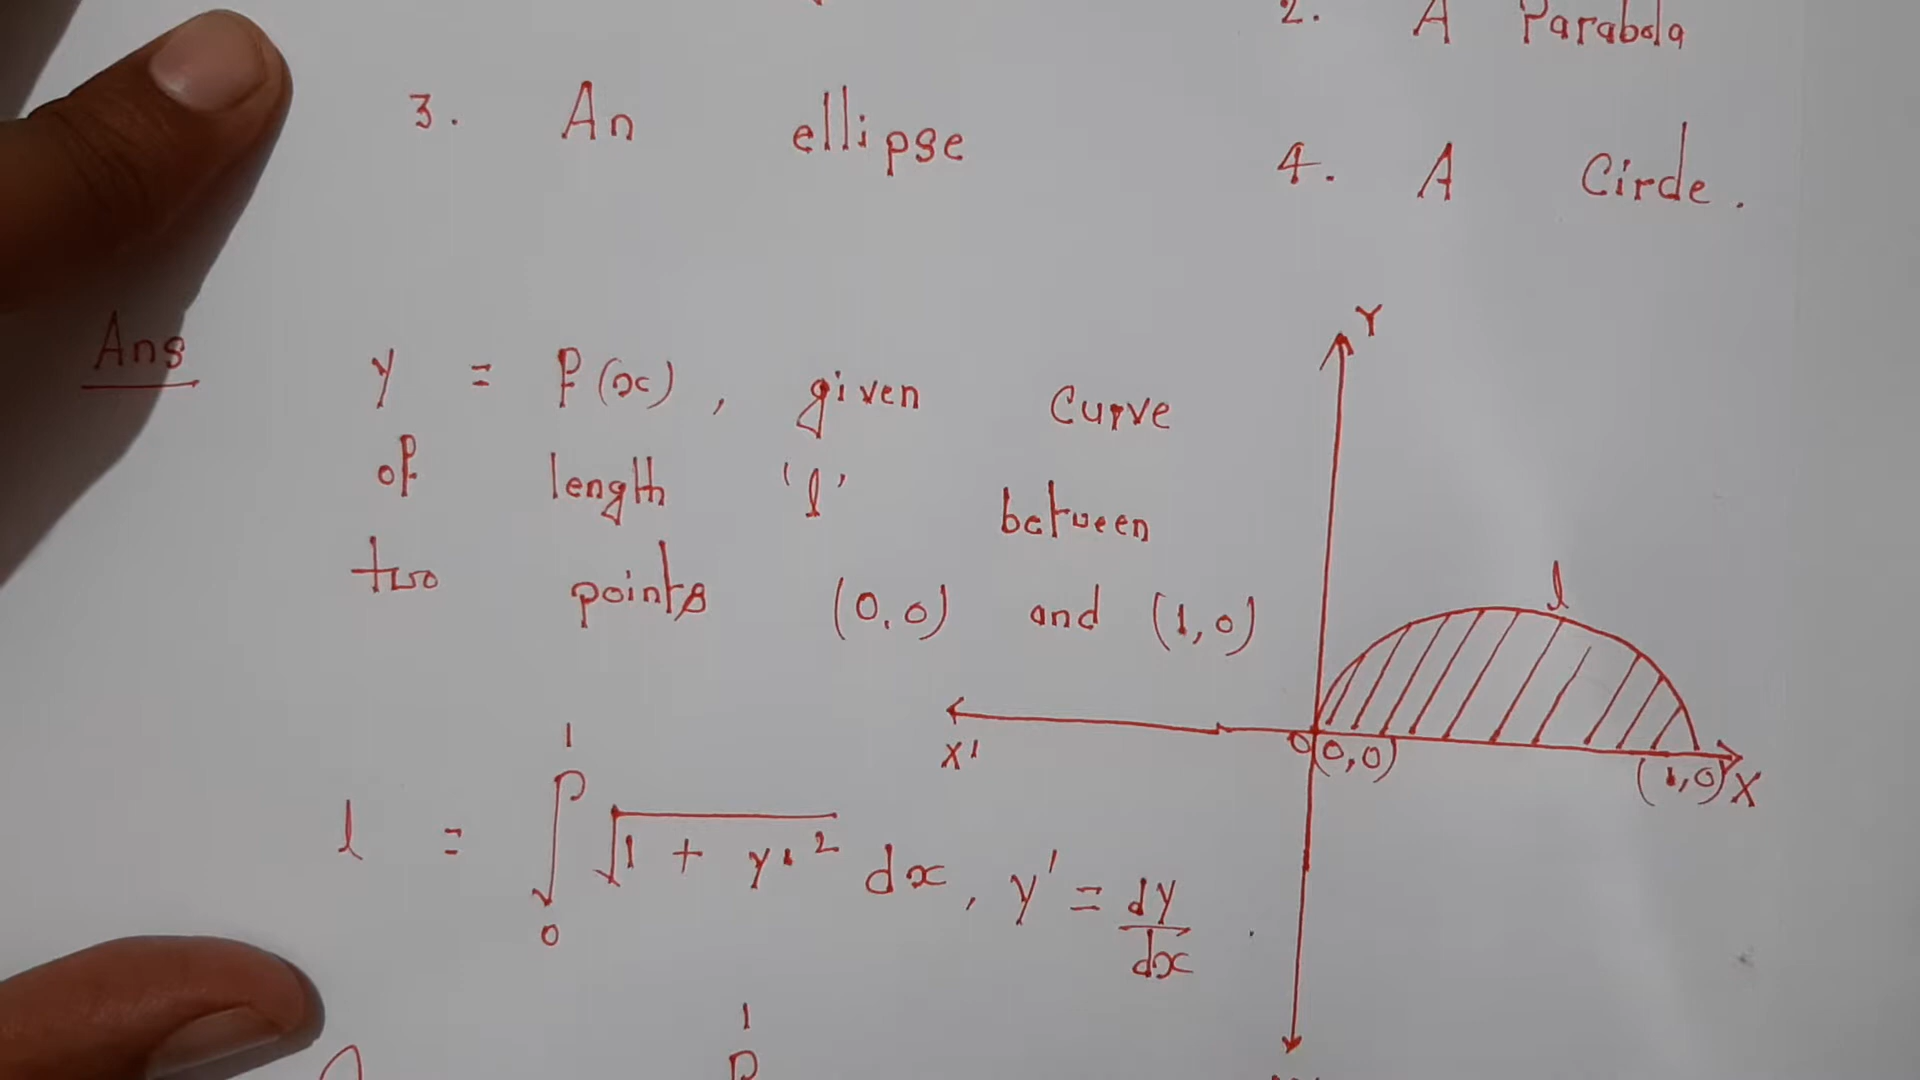 2. A Parabola
3. An ellipse
4. A Circle.
Ans y = f(x), given curve
of length 'l' between
two points (0,0) and (1,0)
Y
l
X'
O(0,0)
(1,0) X
l = ∫₀¹ √(1 + y'²) dx, y' = dy/dx
1